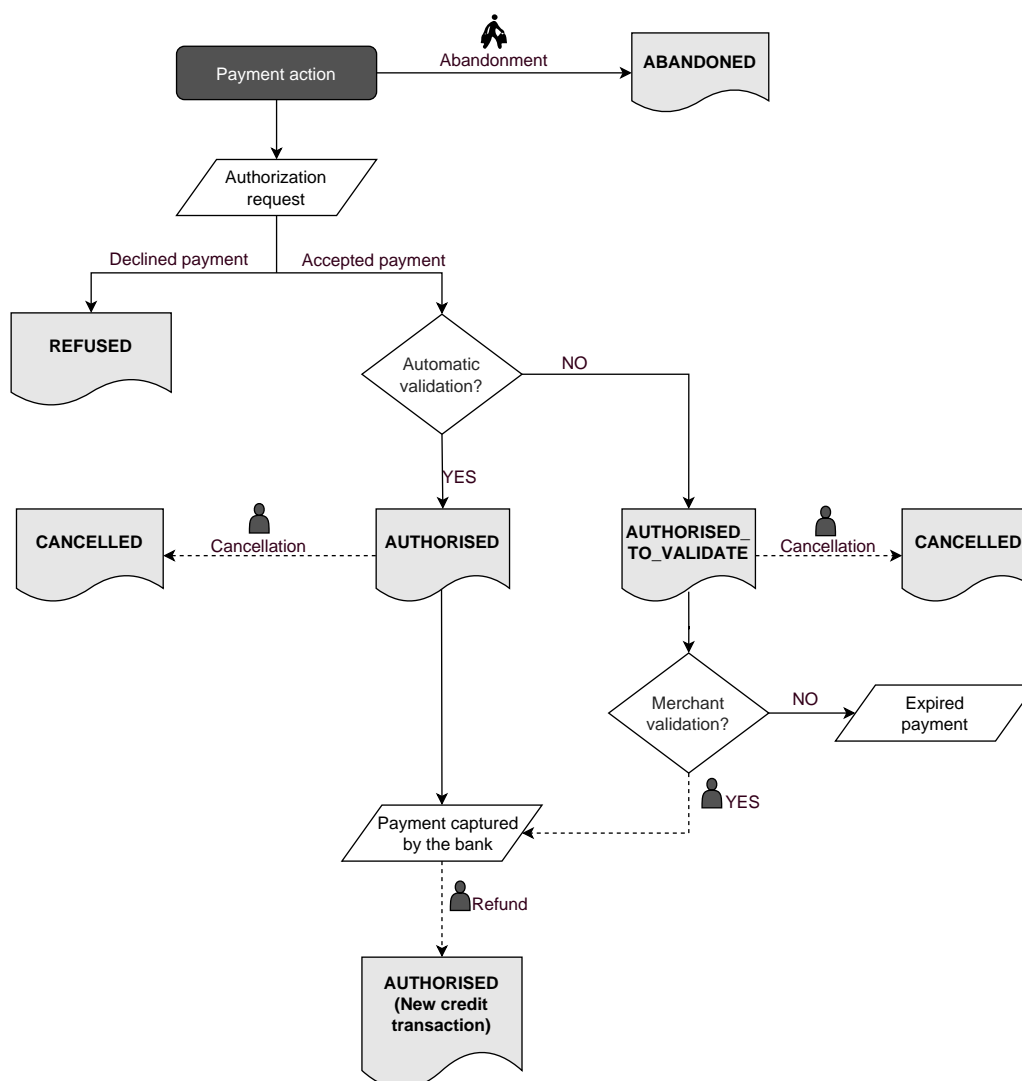 Abandonment
Payment action
ABANDONED
Authorization
request
Declined payment
Accepted payment
REFUSED
Automatic
validation?
NO
YES
CANCELLED
Cancellation
AUTHORISED
AUTHORISED_
TO_VALIDATE
Cancellation
CANCELLED
Merchant
validation?
NO
Expired
payment
YES
Payment captured
by the bank
Refund
AUTHORISED
(New credit
transaction)